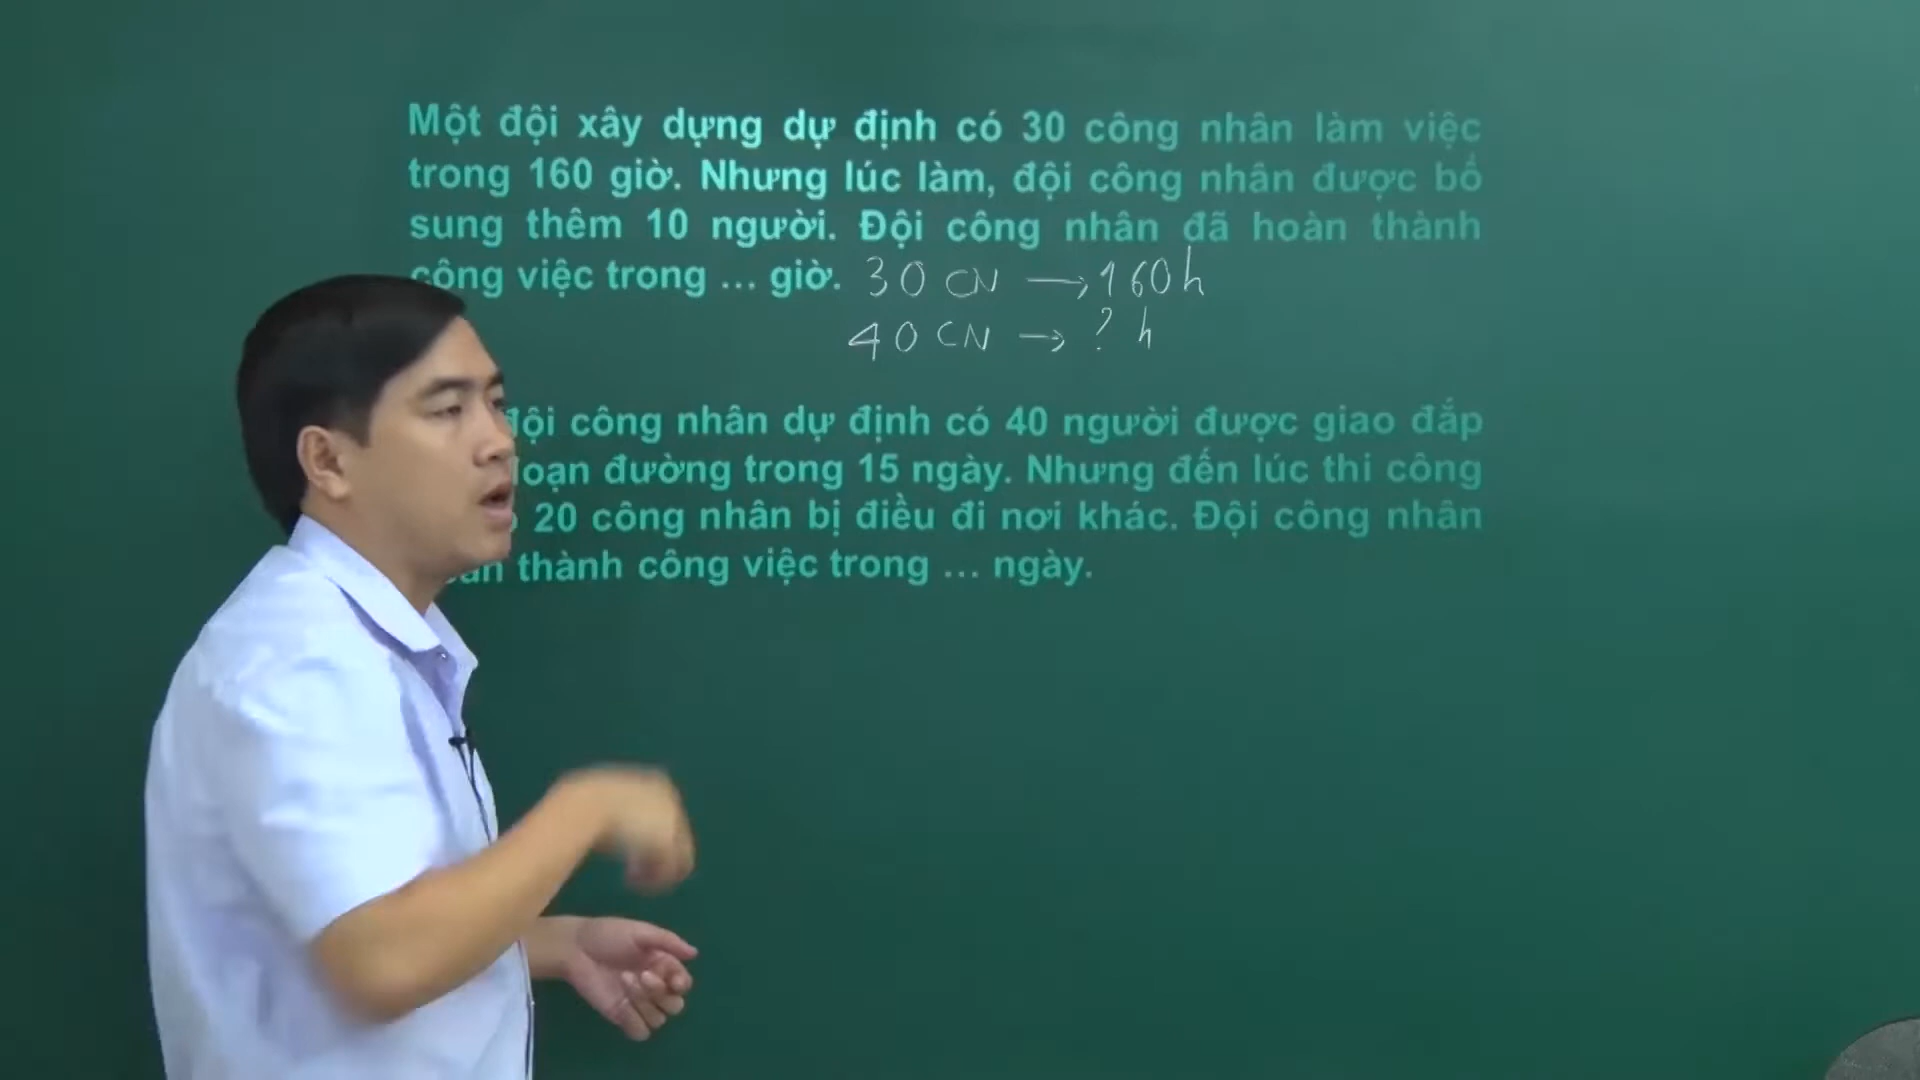 Một đội xây dựng dự định có 30 công nhân làm việc
trong 160 giờ. Nhưng lúc làm, đội công nhân được bổ
sung thêm 10 người. Đội công nhân đã hoàn thành
công việc trong ... giờ. 30 CN → 160h
40 CN → ? h
đội công nhân dự định có 40 người được giao đắp
đoạn đường trong 15 ngày. Nhưng đến lúc thi công
20 công nhân bị điều đi nơi khác. Đội công nhân
thành công việc trong ... ngày.